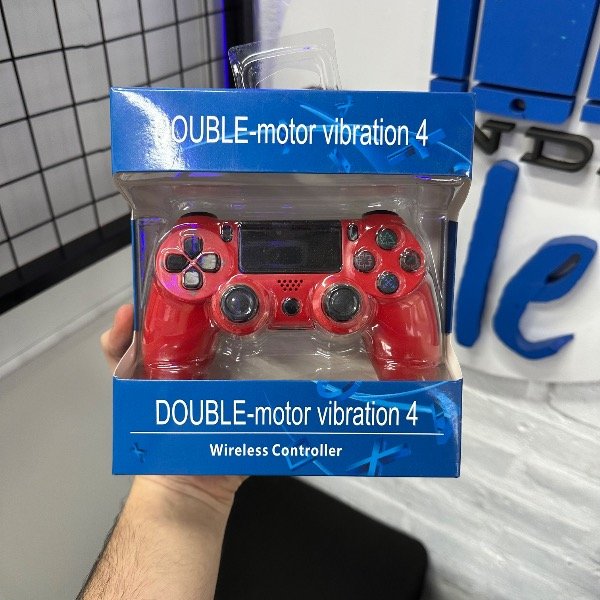 DOUBLE-motor vibration 4
DOUBLE-motor vibration 4
Wireless Controller